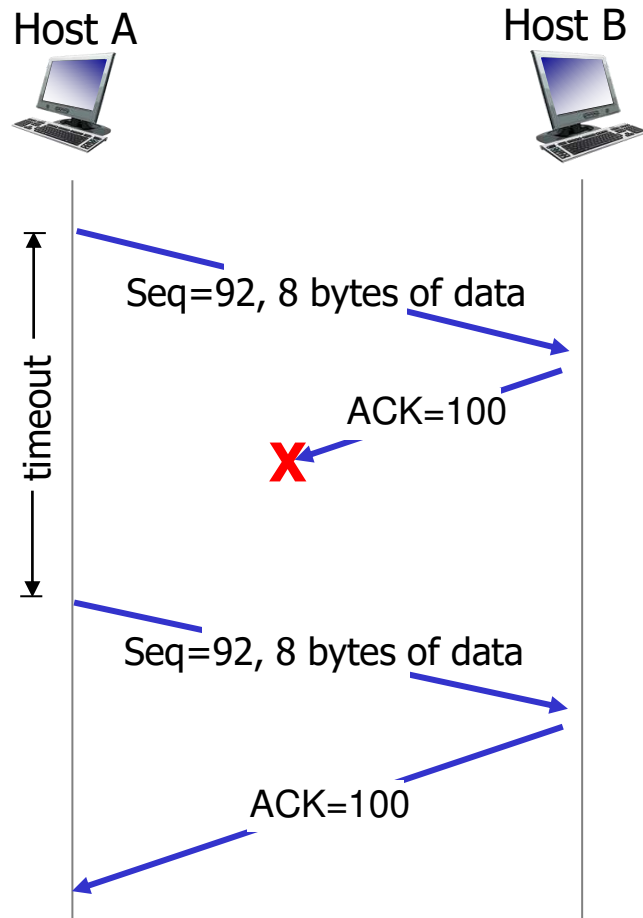 Host A
Host B
Seq=92, 8 bytes of data
ACK=100
X
timeout
Seq=92, 8 bytes of data
ACK=100